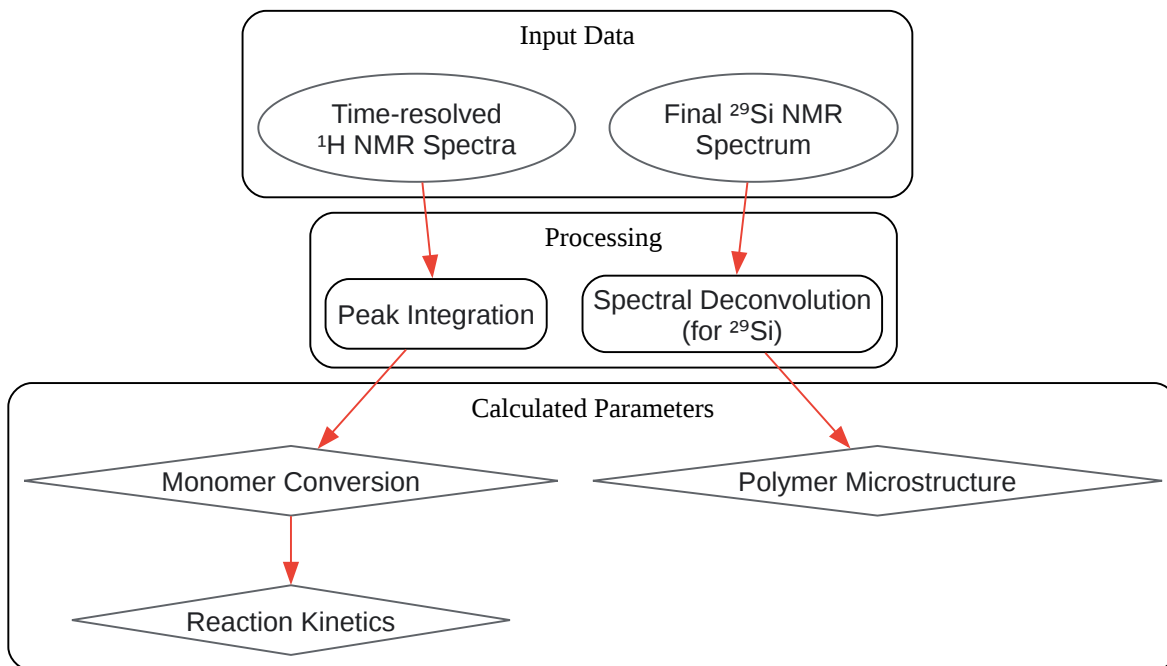 Input Data
Time-resolved
¹H NMR Spectra
Final ²⁹Si NMR
Spectrum
Processing
Peak Integration
Spectral Deconvolution
(for ²⁹Si)
Calculated Parameters
Monomer Conversion
Polymer Microstructure
Reaction Kinetics